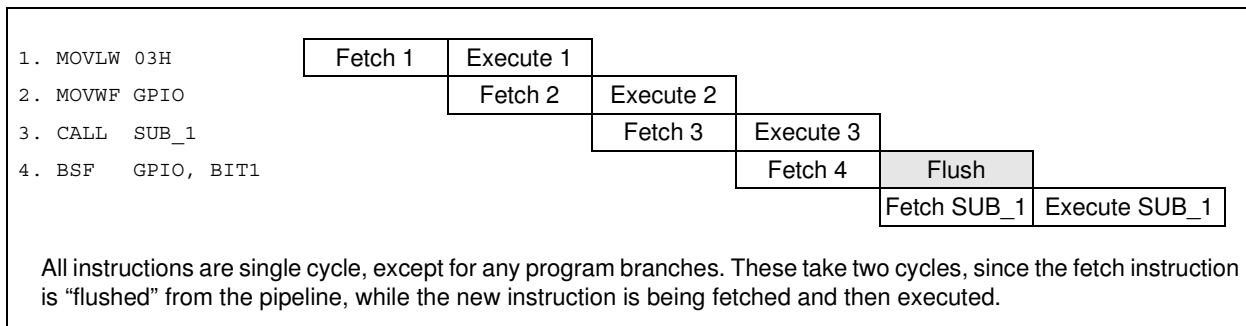 1. MOVLW 03H Fetch 1 Execute 1
2. MOVWF GPIO Fetch 2 Execute 2
3. CALL SUB_1 Fetch 3 Execute 3
4. BSF GPIO, BIT1 Fetch 4 Flush
Fetch SUB_1 Execute SUB_1
All instructions are single cycle, except for any program branches. These take two cycles, since the fetch instruction
is “flushed” from the pipeline, while the new instruction is being fetched and then executed.